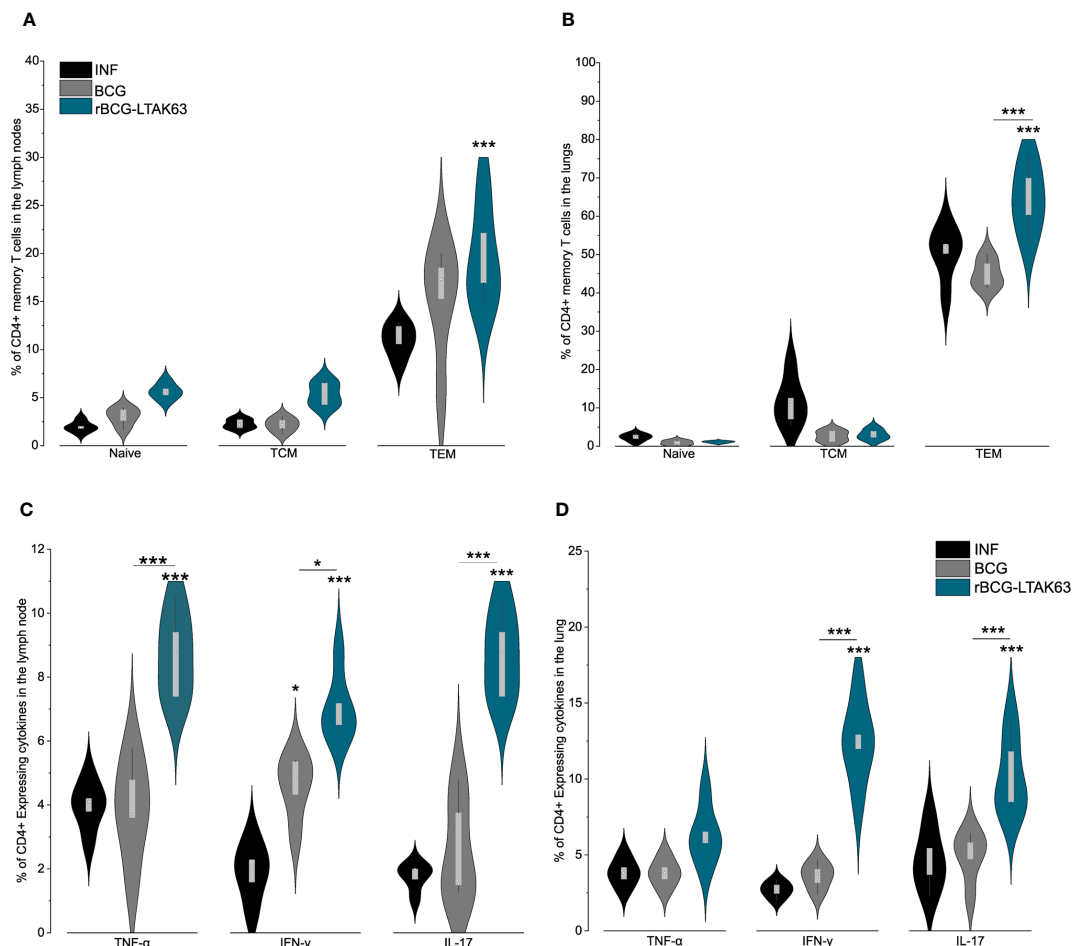 A
% of CD4+ memory T cells in the lymph nodes
40
35
30
25
20
15
10
5
0
INF
BCG
rBCG-LTAK63
***
Naive
TCM
TEM
B
% of CD4+ memory T cells in the lungs
100
90
80
70
60
50
40
30
20
10
0
***
***
Naive
TCM
TEM
C
% of CD4+ Expressing cytokines in the lymph node
12
10
8
6
4
2
0
***
***
*
*
***
***
***
TNF-α
IFN-γ
IL-17
D
% of CD4+ Expressing cytokines in the lung
25
20
15
10
5
0
INF
BCG
rBCG-LTAK63
***
***
***
***
TNF-α
IFN-γ
IL-17